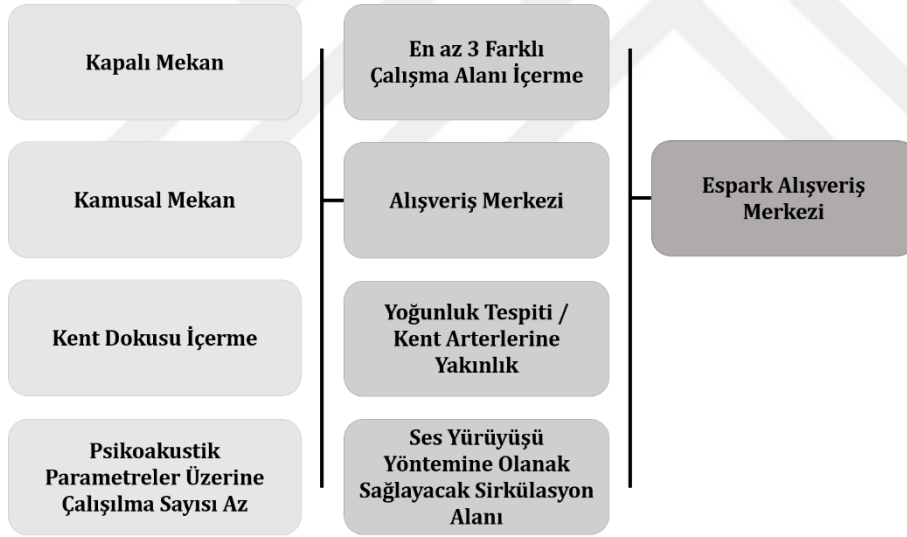 Kapalı Mekan
Kamusal Mekan
Kent Dokusu İçerme
Psikoakustik
Parametreler Üzerine
Çalışılma Sayısı Az
En az 3 Farklı
Çalışma Alanı İçerme
Alışveriş Merkezi
Yoğunluk Tespiti /
Kent Arterlerine
Yakınlık
Ses Yürüyüşü
Yöntemine Olanak
Sağlayacak Sirkülasyon
Alanı
Espark Alışveriş
Merkezi